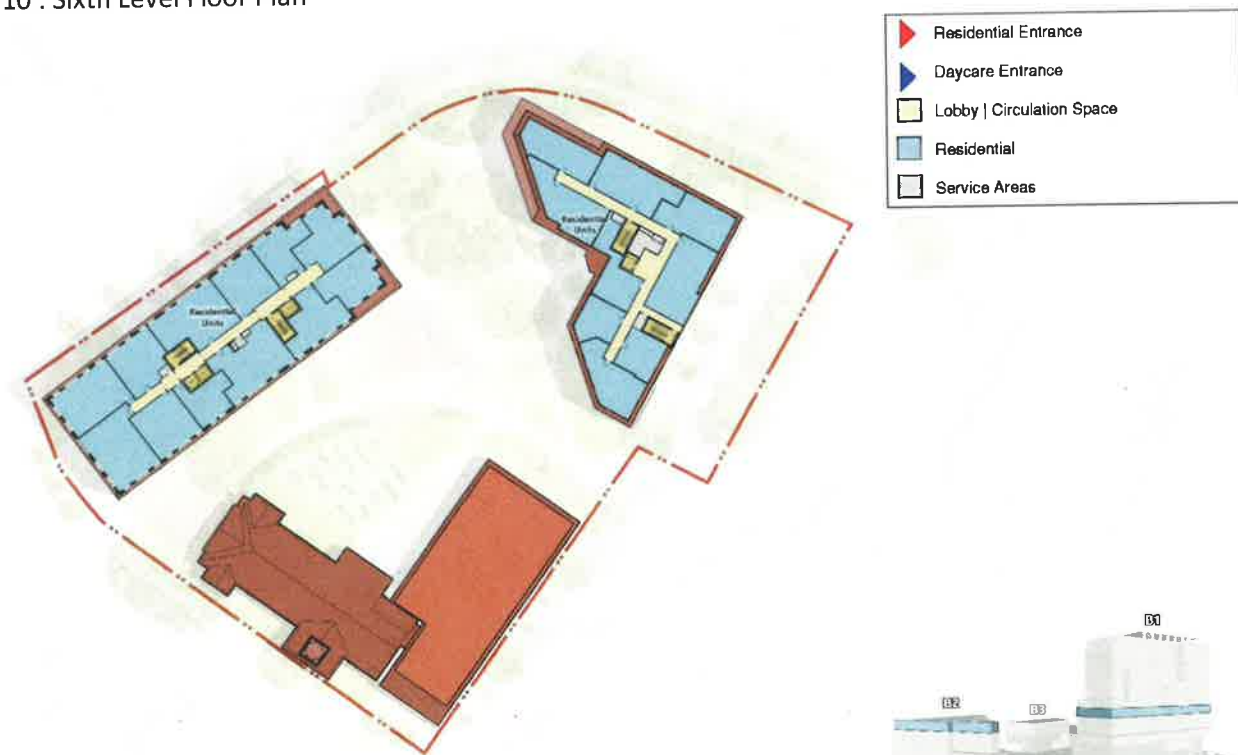 10 : Sixth Level Floor Plan
Residential Entrance
Daycare Entrance
Lobby | Circulation Space
Residential
Service Areas
Residential
Units
Residential
Units
B1
B2
B3